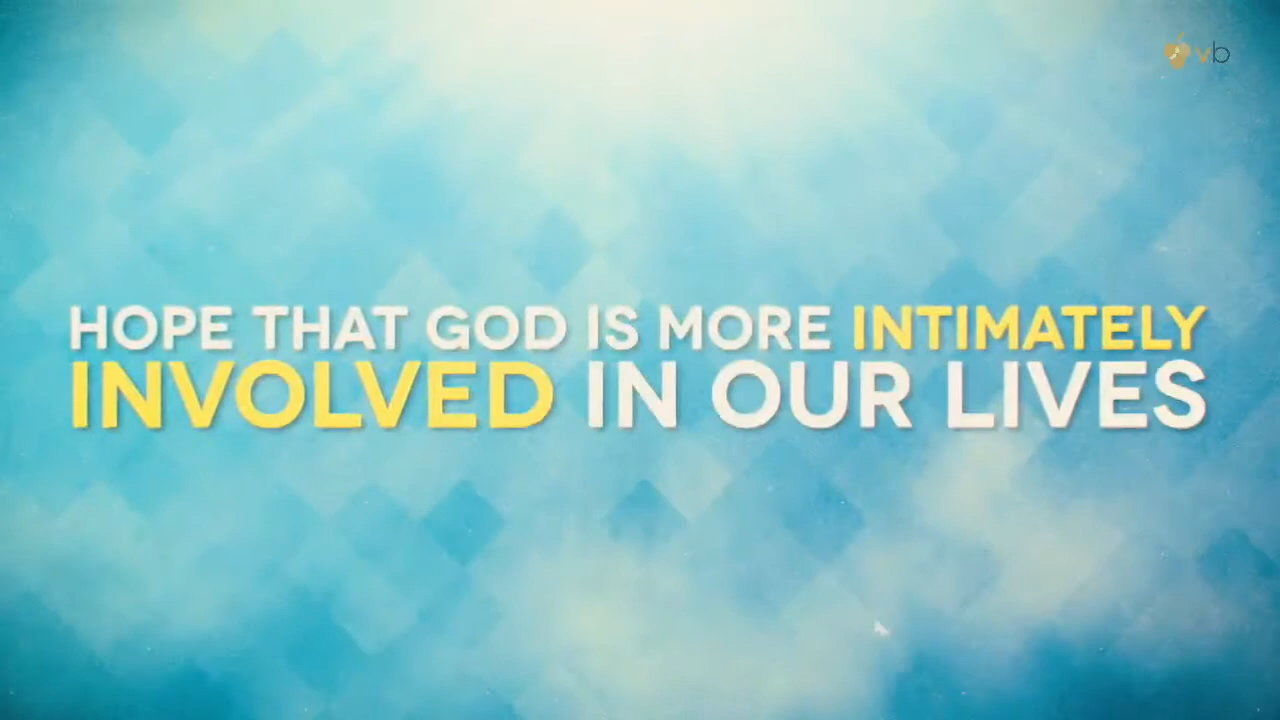 vb
HOPE THAT GOD IS MORE INTIMATELY
INVOLVED IN OUR LIVES